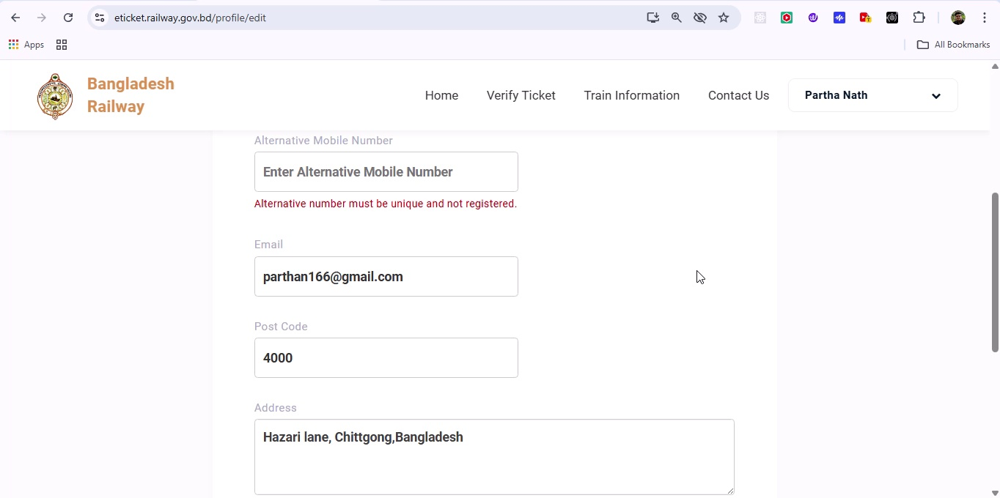 eticket.railway.gov.bd/profile/edit
Apps
All Bookmarks
Bangladesh
Railway
Home
Verify Ticket
Train Information
Contact Us
Partha Nath
Alternative Mobile Number
Enter Alternative Mobile Number
Alternative number must be unique and not registered.
Email
parthan166@gmail.com
Post Code
4000
Address
Hazari lane, Chittgong,Bangladesh